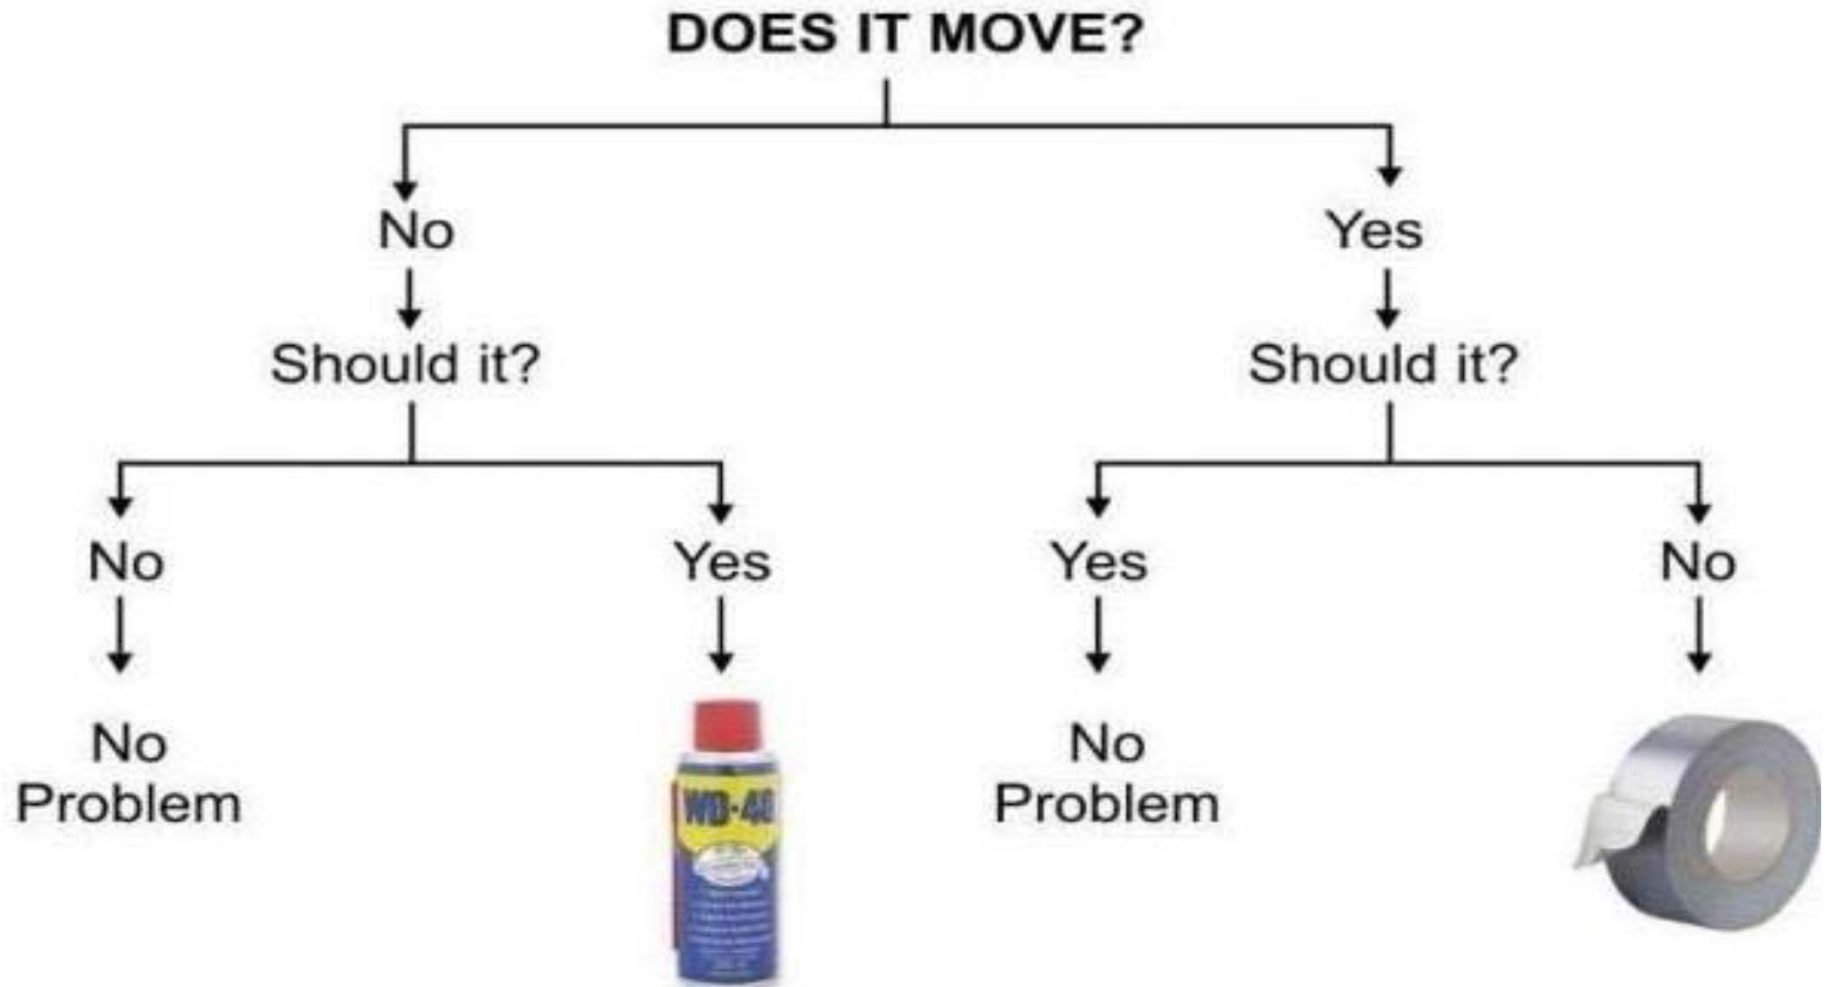 DOES IT MOVE?
No
Yes
Should it?
Should it?
No
Yes
Yes
No
No
Problem
No
Problem
WD-40